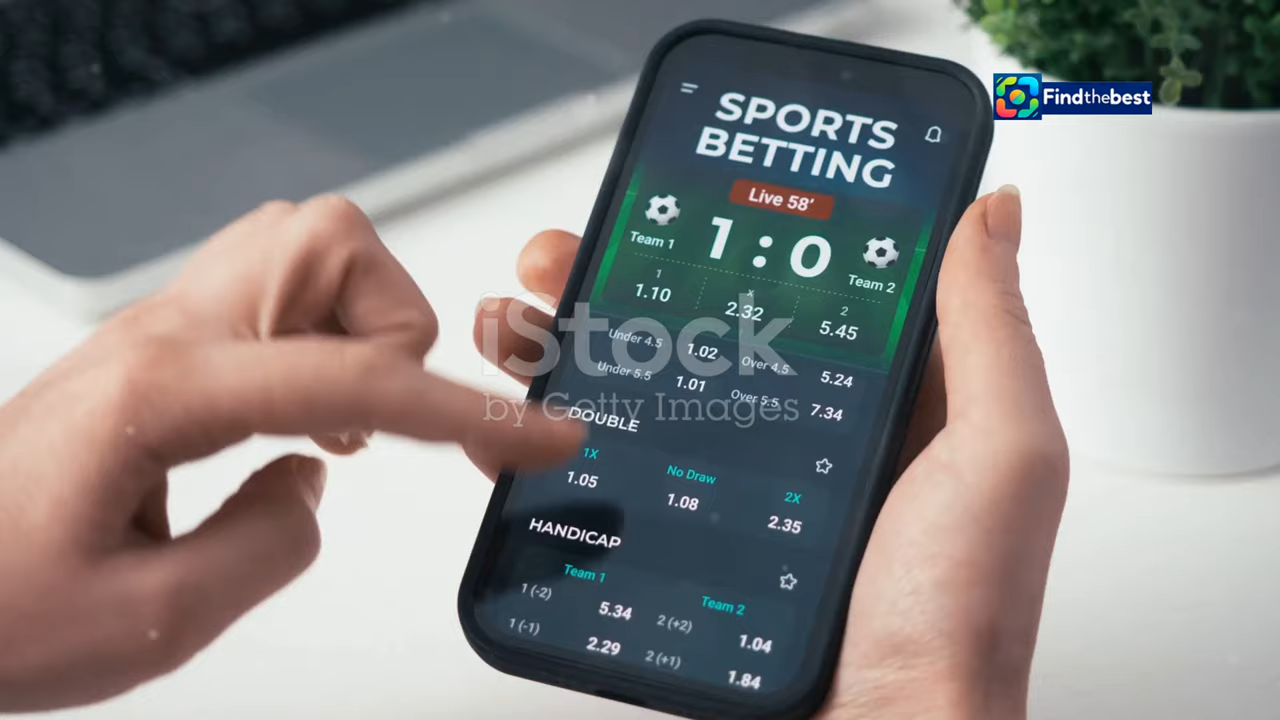 Findthebest
SPORTS
BETTING
Live 58'
1 : 0
Team 1
Team 2
1
x
2
1.10
2.32
5.45
Under 4.5 1.02 Over 4.5 5.24
Under 5.5 1.01 Over 5.5 7.34
iStock
by Getty Images
DOUBLE
1X No Draw 2X
1.05 1.08 2.35
HANDICAP
Team 1 Team 2
1 (-2) 5.34 2 (+2) 1.04
1 (-1) 2.29 2 (+1) 1.84